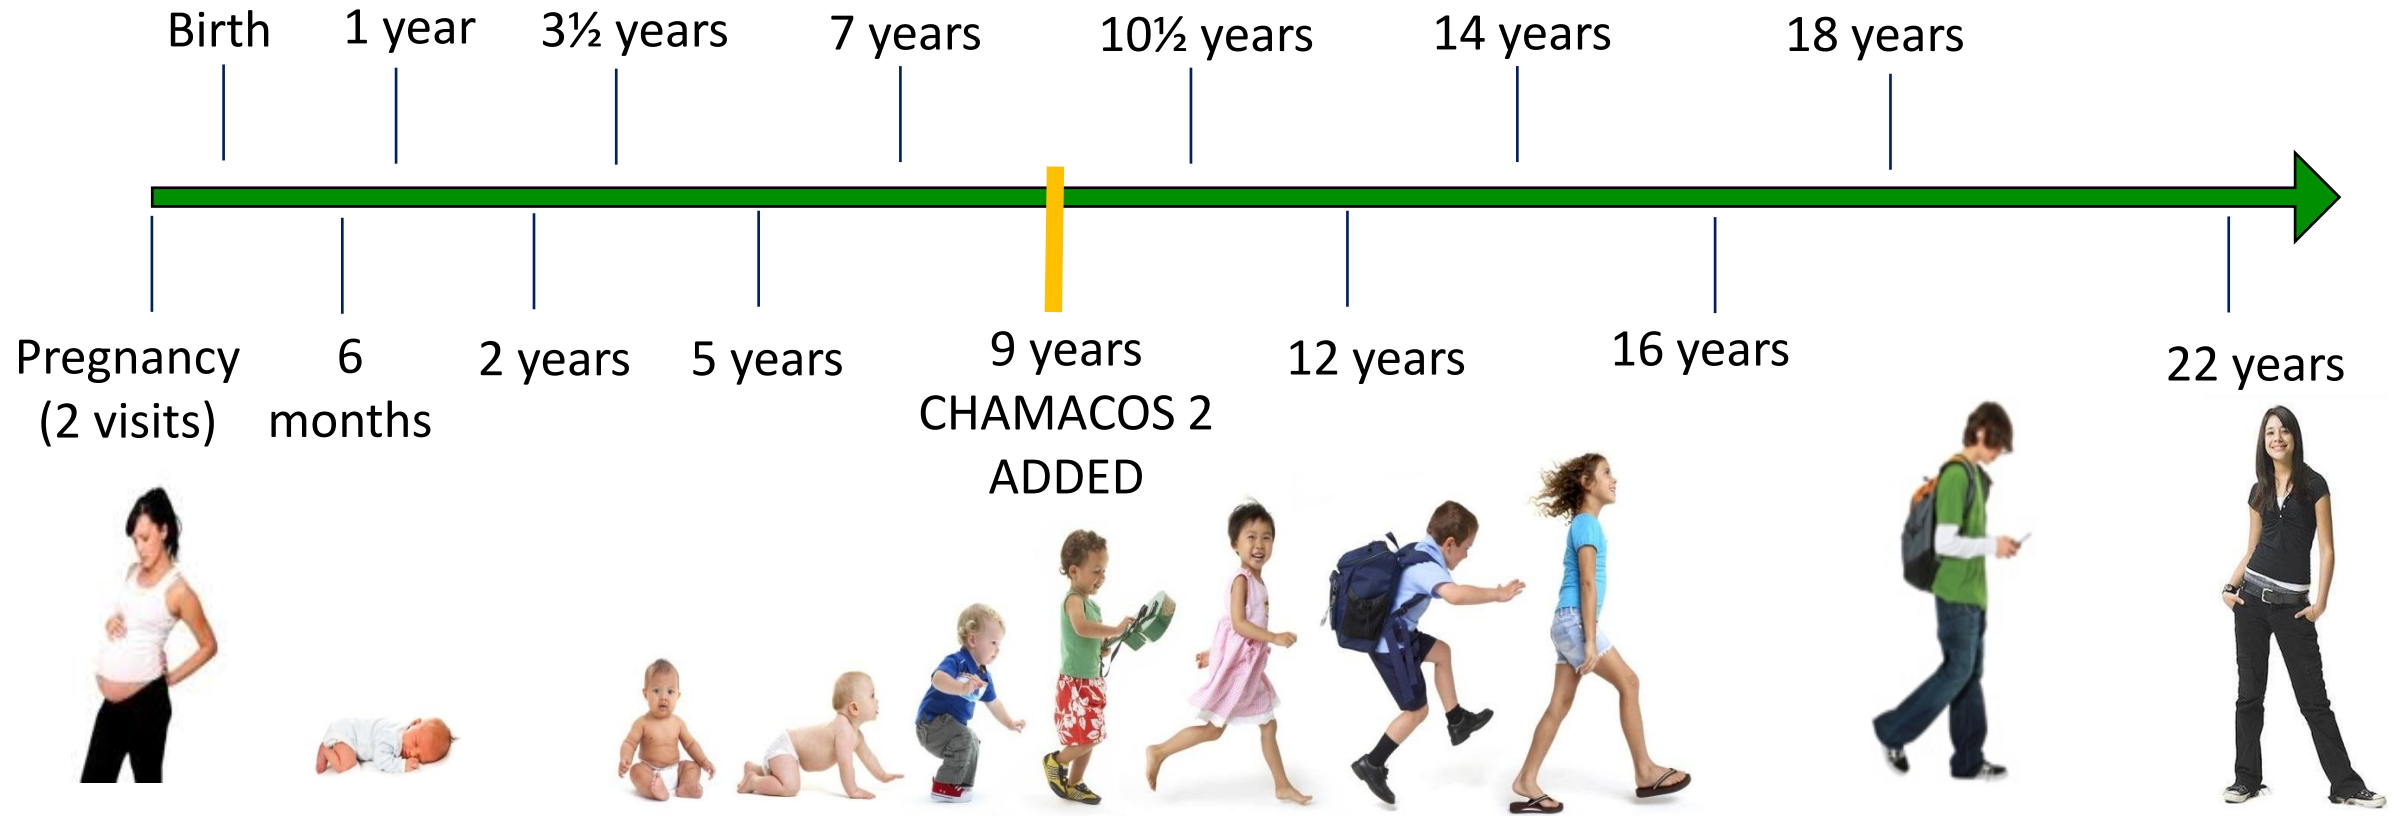 Birth
1 year
3½ years
7 years
10½ years
14 years
18 years
Pregnancy
(2 visits)
6
months
2 years
5 years
9 years
CHAMACOS 2
ADDED
12 years
16 years
22 years